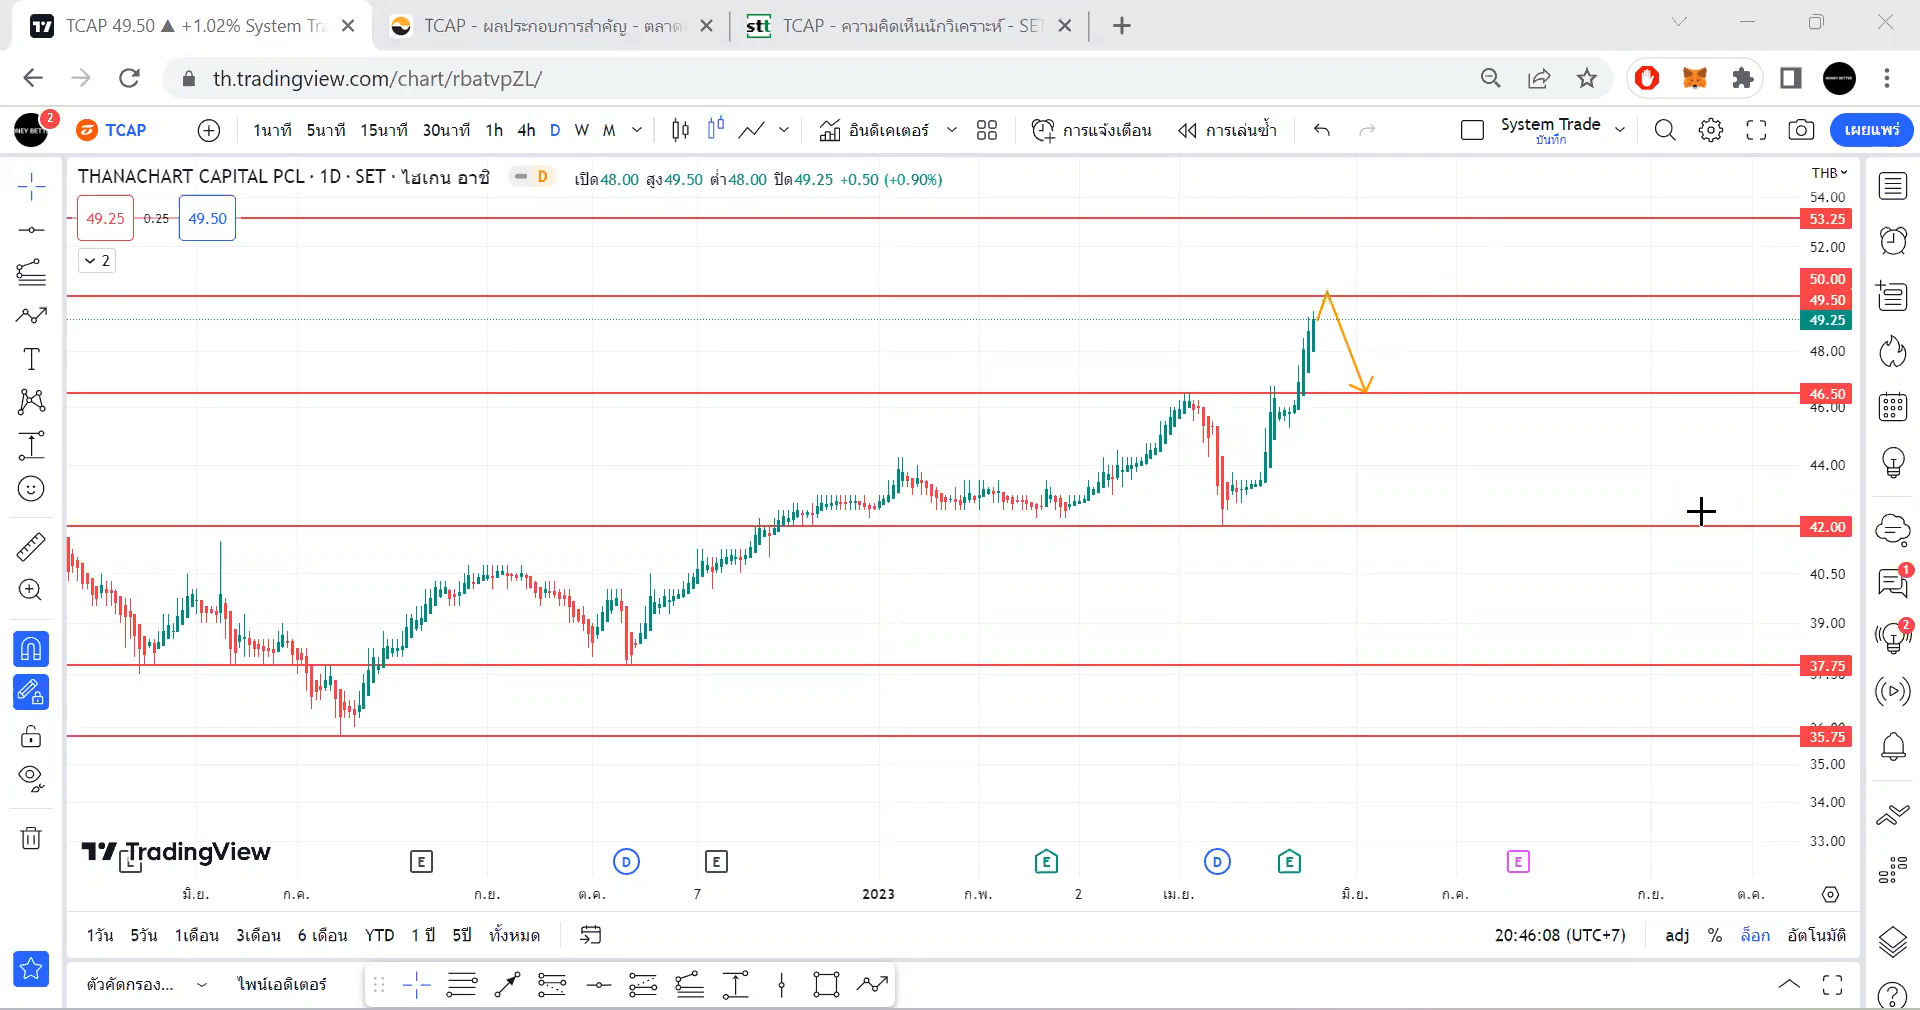 TCAP 49.50 ▲ +1.02% System Tra
TCAP - ผลประกอบการสำคัญ - ตลาด
stt TCAP - ความคิดเห็นนักวิเคราะห์ - SET
th.tradingview.com/chart/rbatvpZL/
2
TCAP
1นาที 5นาที 15นาที 30นาที 1h 4h D W M
อินดิเคเตอร์
การแจ้งเตือน
การเล่นซ้ำ
System Trade
บันทึก
เผยแพร่
THANACHART CAPITAL PCL · 1D · SET · ไฮเกน อาชิ
D
เปิด48.00 สูง49.50 ต่ำ48.00 ปิด49.25 +0.50 (+0.90%)
THB
49.25 0.25 49.50
2
54.00
53.25
52.00
50.00
49.50
49.25
48.00
46.50
46.00
44.00
42.00
40.50
39.00
37.75
35.75
35.00
34.00
33.00
1
2
TradingView
E D E E D E E
มิ.ย. ก.ค. ก.ย. ต.ค. 7 2023 ก.พ. 2 เม.ย. มิ.ย. ก.ค. ก.ย. ต.ค.
1วัน 5วัน 1เดือน 3เดือน 6 เดือน YTD 1 ปี 5ปี ทั้งหมด
20:46:08 (UTC+7) adj % ล็อก อัตโนมัติ
ตัวคัดกรอง... ไพน์เอดิเตอร์